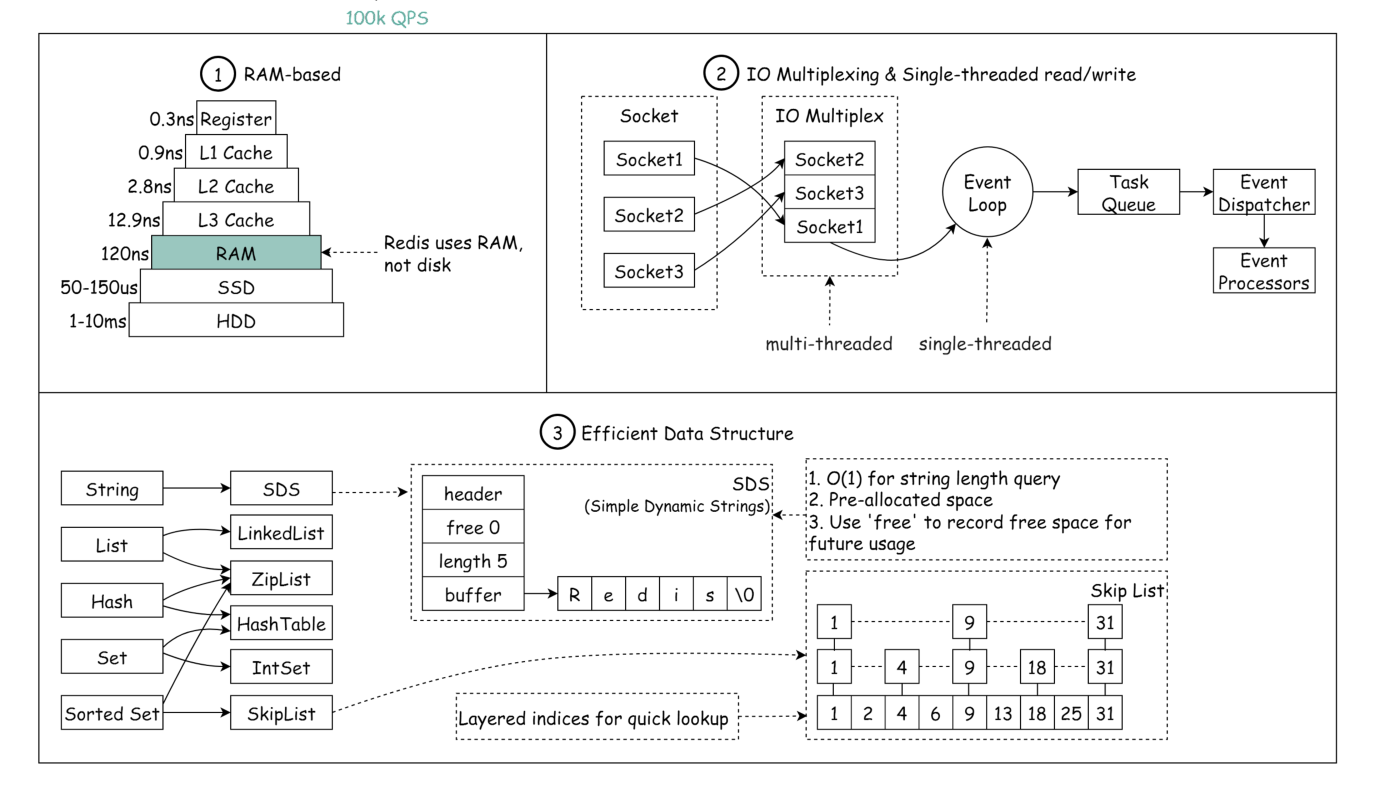 100k QPS
1 RAM-based
0.3ns Register
0.9ns L1 Cache
2.8ns L2 Cache
12.9ns L3 Cache
120ns RAM
50-150us SSD
1-10ms HDD
Redis uses RAM,
not disk
2 IO Multiplexing & Single-threaded read/write
Socket
Socket1
Socket2
Socket3
IO Multiplex
Socket2
Socket3
Socket1
Event
Loop
Task
Queue
Event
Dispatcher
Event
Processors
multi-threaded
single-threaded
3 Efficient Data Structure
String
List
Hash
Set
Sorted Set
SDS
LinkedList
ZipList
HashTable
IntSet
SkipList
header
free 0
length 5
buffer
R e d i s \0
SDS
(Simple Dynamic Strings)
1. O(1) for string length query
2. Pre-allocated space
3. Use 'free' to record free space for
future usage
Skip List
1 9 31
1 4 9 18 31
1 2 4 6 9 13 18 25 31
Layered indices for quick lookup